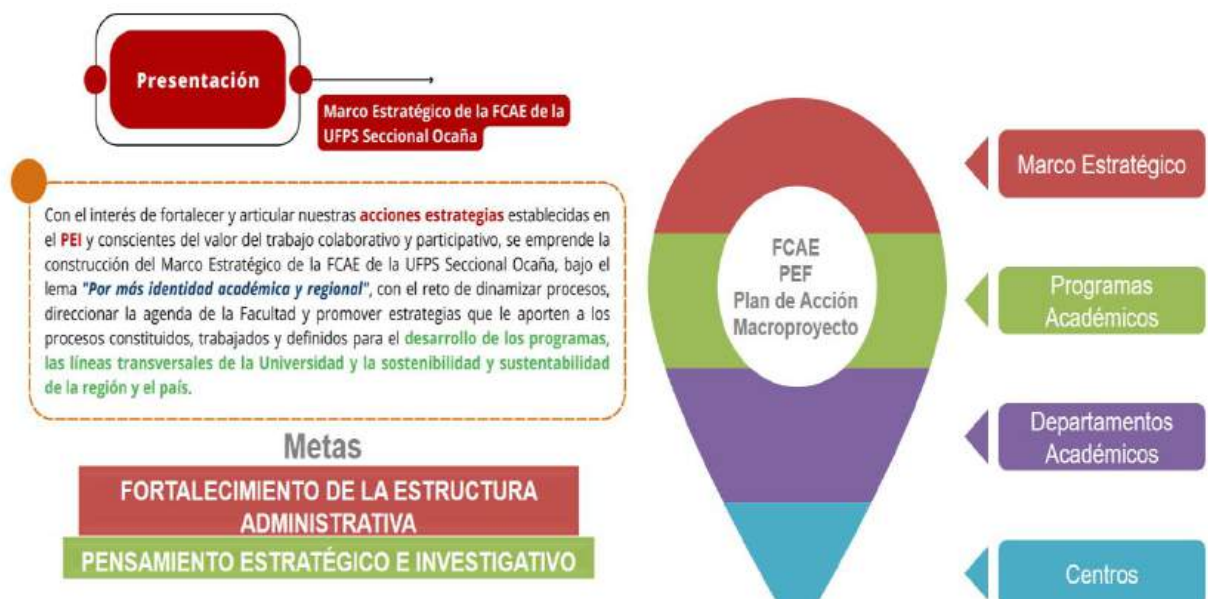 Presentación
Marco Estratégico de la FCAE de la
UFPS Seccional Ocaña
Con el interés de fortalecer y articular nuestras acciones estrategias establecidas en
el PEI y conscientes del valor del trabajo colaborativo y participativo, se emprende la
construcción del Marco Estratégico de la FCAE de la UFPS Seccional Ocaña, bajo el
lema "Por más identidad académica y regional", con el reto de dinamizar procesos,
direccionar la agenda de la Facultad y promover estrategias que le aporten a los
procesos constituidos, trabajados y definidos para el desarrollo de los programas,
las líneas transversales de la Universidad y la sostenibilidad y sustentabilidad
de la región y el país.
Metas
FORTALECIMIENTO DE LA ESTRUCTURA
ADMINISTRATIVA
PENSAMIENTO ESTRATÉGICO E INVESTIGATIVO
FCAE
PEF
Plan de Acción
Macroproyecto
Marco Estratégico
Programas
Académicos
Departamentos
Académicos
Centros